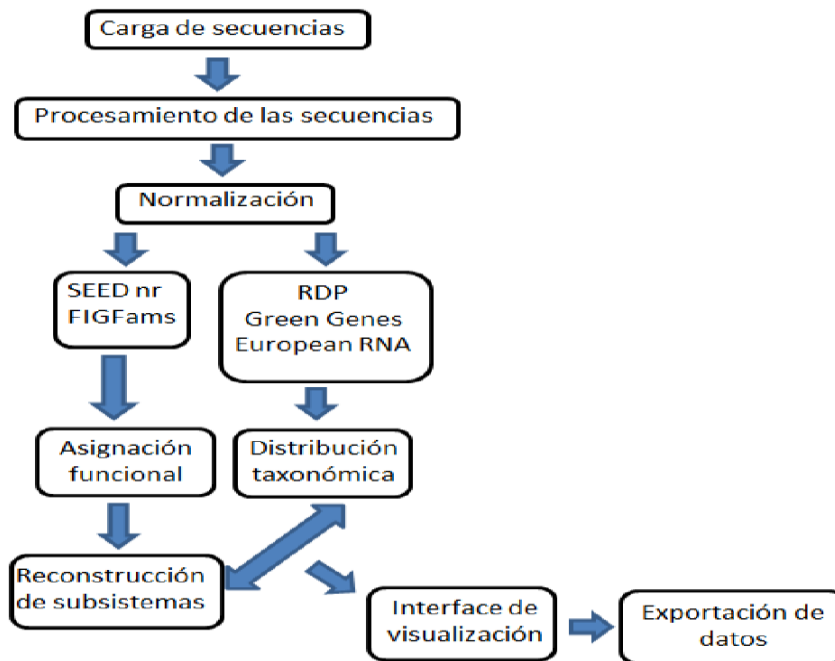 Carga de secuencias
Procesamiento de las secuencias
Normalización
SEED nr
FIGFams
RDP
Green Genes
European RNA
Asignación
funcional
Distribución
taxonómica
Reconstrucción
de subsistemas
Interface de
visualización
Exportación de
datos